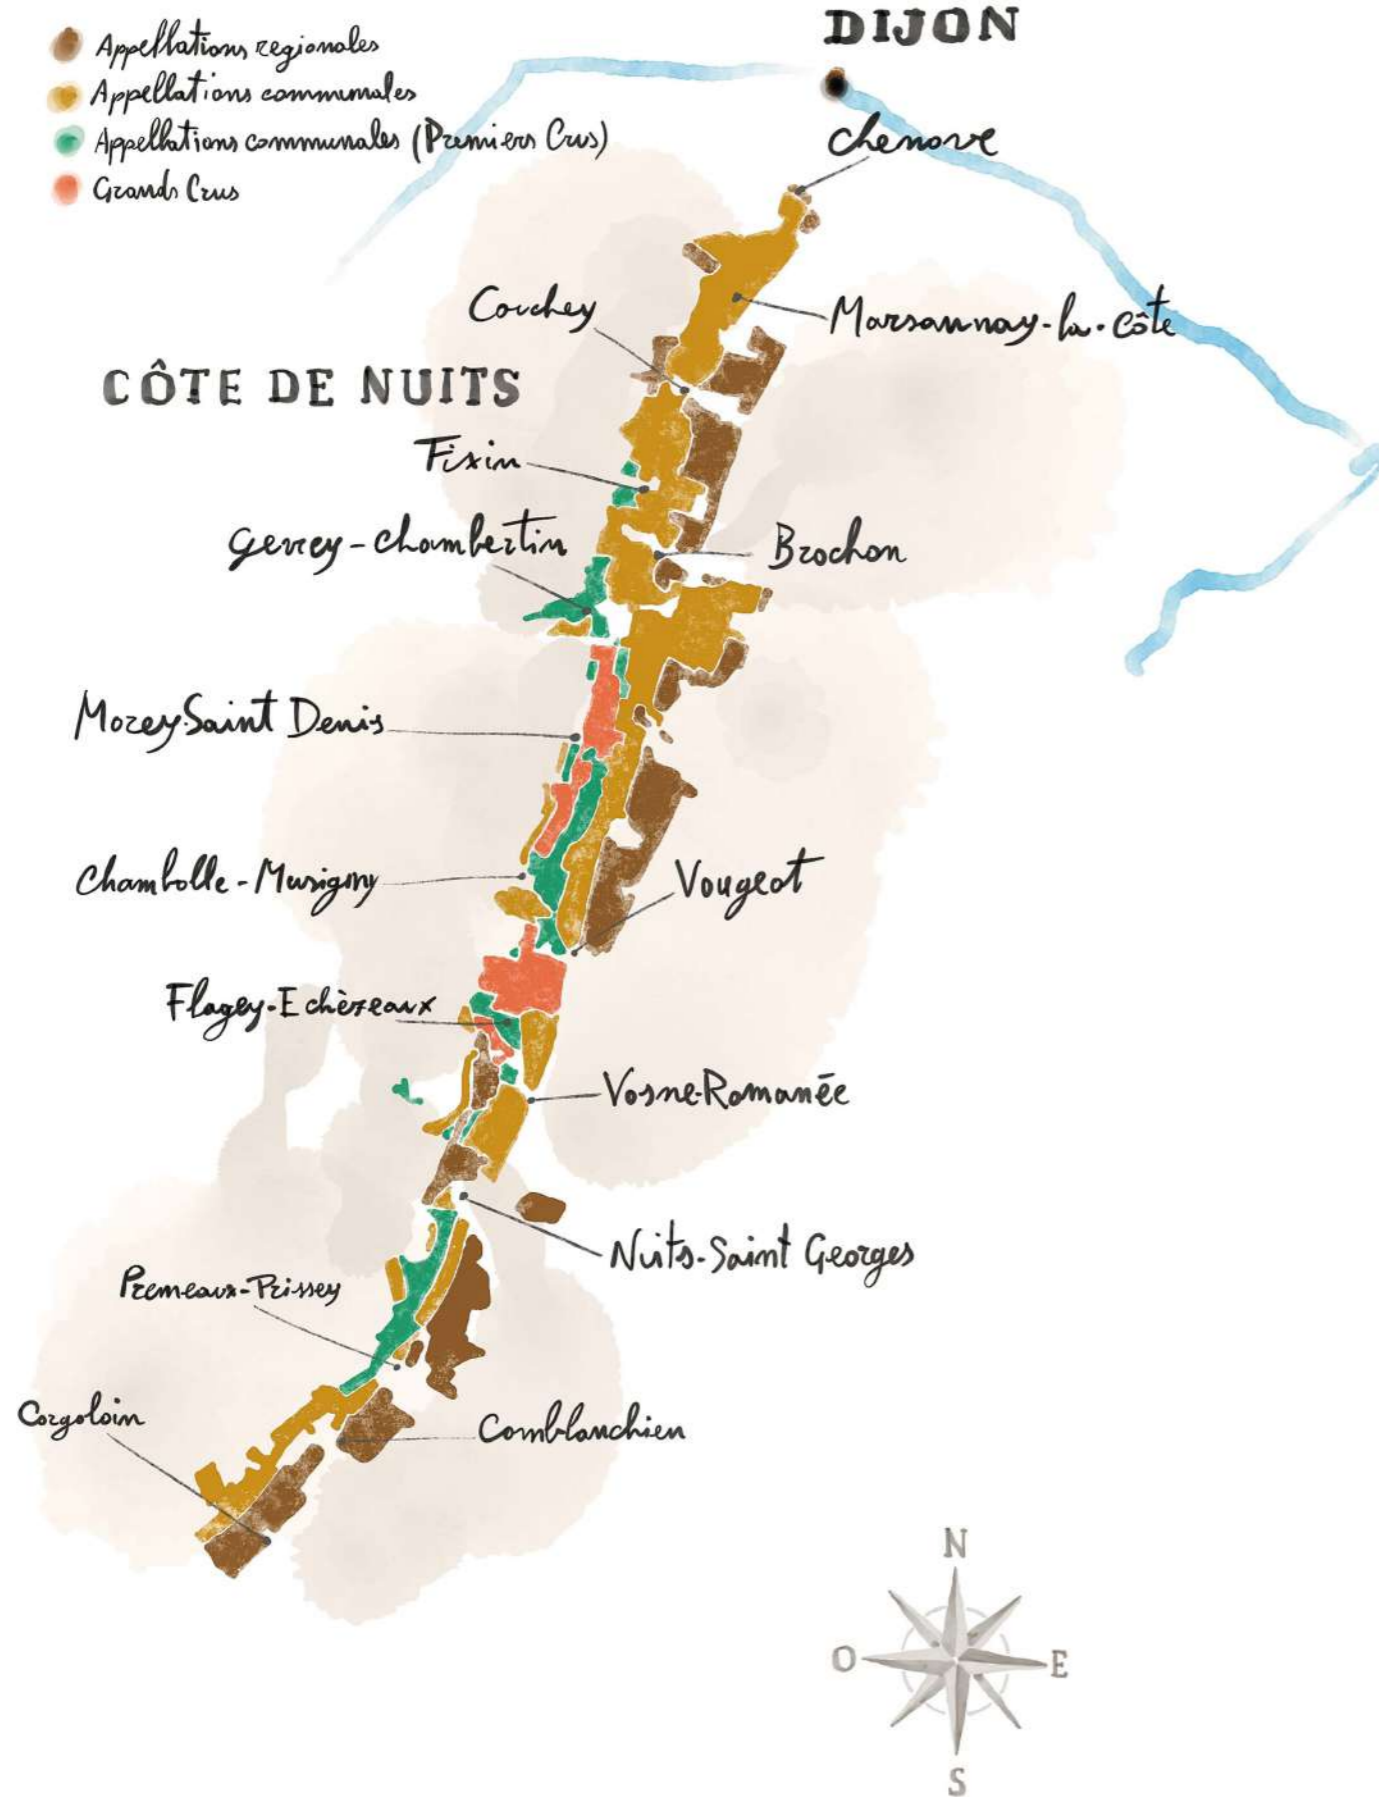 DIJON
Appellations regionales
Appellations communales
Appellations communales (Premiers Crus)
Grands Crus
Chenove
Couchey
Marsannay-la-Côte
CÔTE DE NUITS
Fixin
Gevrey-Chambertin
Brochon
Morey-Saint Denis
Chambolle-Musigny
Vougeot
Flagey-Echèzeaux
Vosne-Romanēe
Nuits-Saint Georges
Premeaux-Prissey
Corgoloin
Comblanchien
N
O
E
S